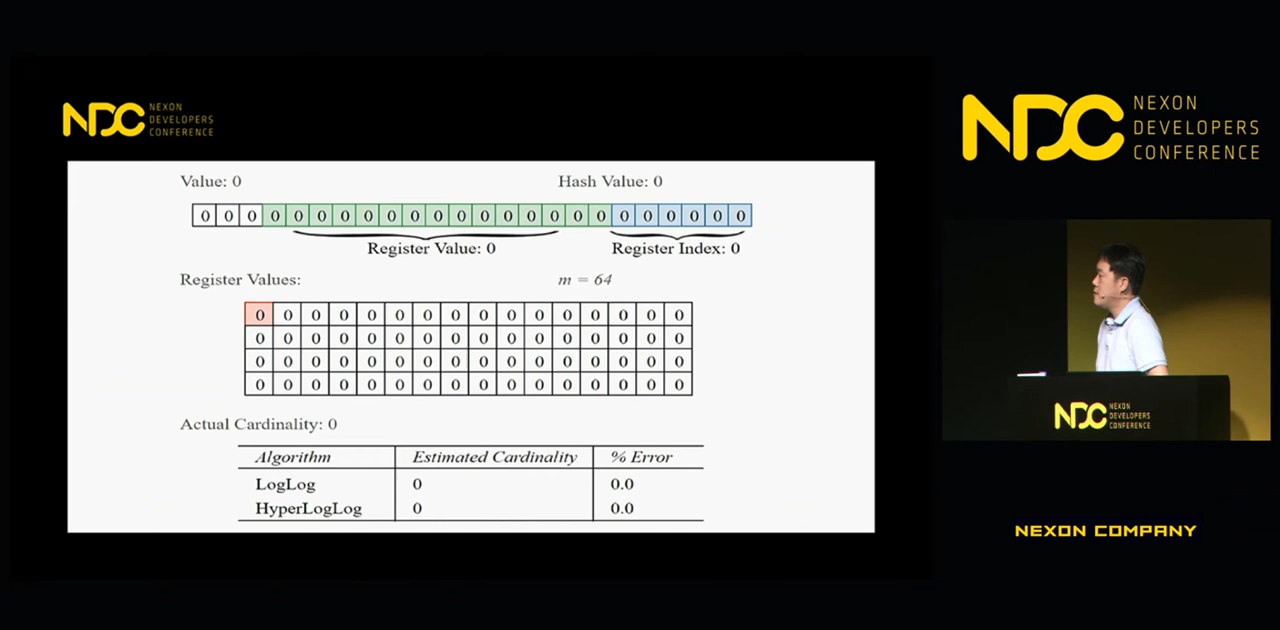 NDC NEXON DEVELOPERS CONFERENCE
Value: 0 Hash Value: 0
0 0 0 0 0 0 0 0 0 0 0 0 0 0 0 0 0 0 0 0 0 0 0 0
Register Value: 0 Register Index: 0
Register Values: m = 64
0 0 0 0 0 0 0 0 0 0 0 0 0 0 0 0
0 0 0 0 0 0 0 0 0 0 0 0 0 0 0 0
0 0 0 0 0 0 0 0 0 0 0 0 0 0 0 0
0 0 0 0 0 0 0 0 0 0 0 0 0 0 0 0
Actual Cardinality: 0
Algorithm Estimated Cardinality % Error
LogLog 0 0.0
HyperLogLog 0 0.0
NDC NEXON
DEVELOPERS
CONFERENCE
NDC NEXON DEVELOPERS CONFERENCE
NEXON COMPANY